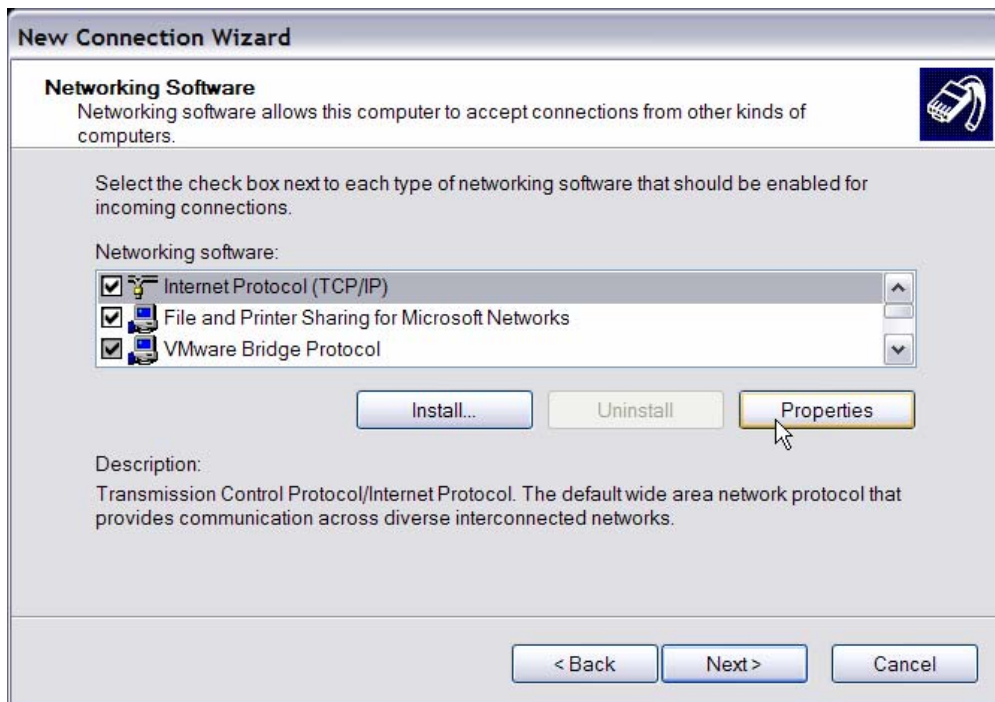 New Connection Wizard
Networking Software
Networking software allows this computer to accept connections from other kinds of
computers.
Select the check box next to each type of networking software that should be enabled for
incoming connections.
Networking software:
Internet Protocol (TCP/IP)
File and Printer Sharing for Microsoft Networks
VMware Bridge Protocol
Install... Uninstall Properties
Description:
Transmission Control Protocol/Internet Protocol. The default wide area network protocol that
provides communication across diverse interconnected networks.
< Back Next > Cancel